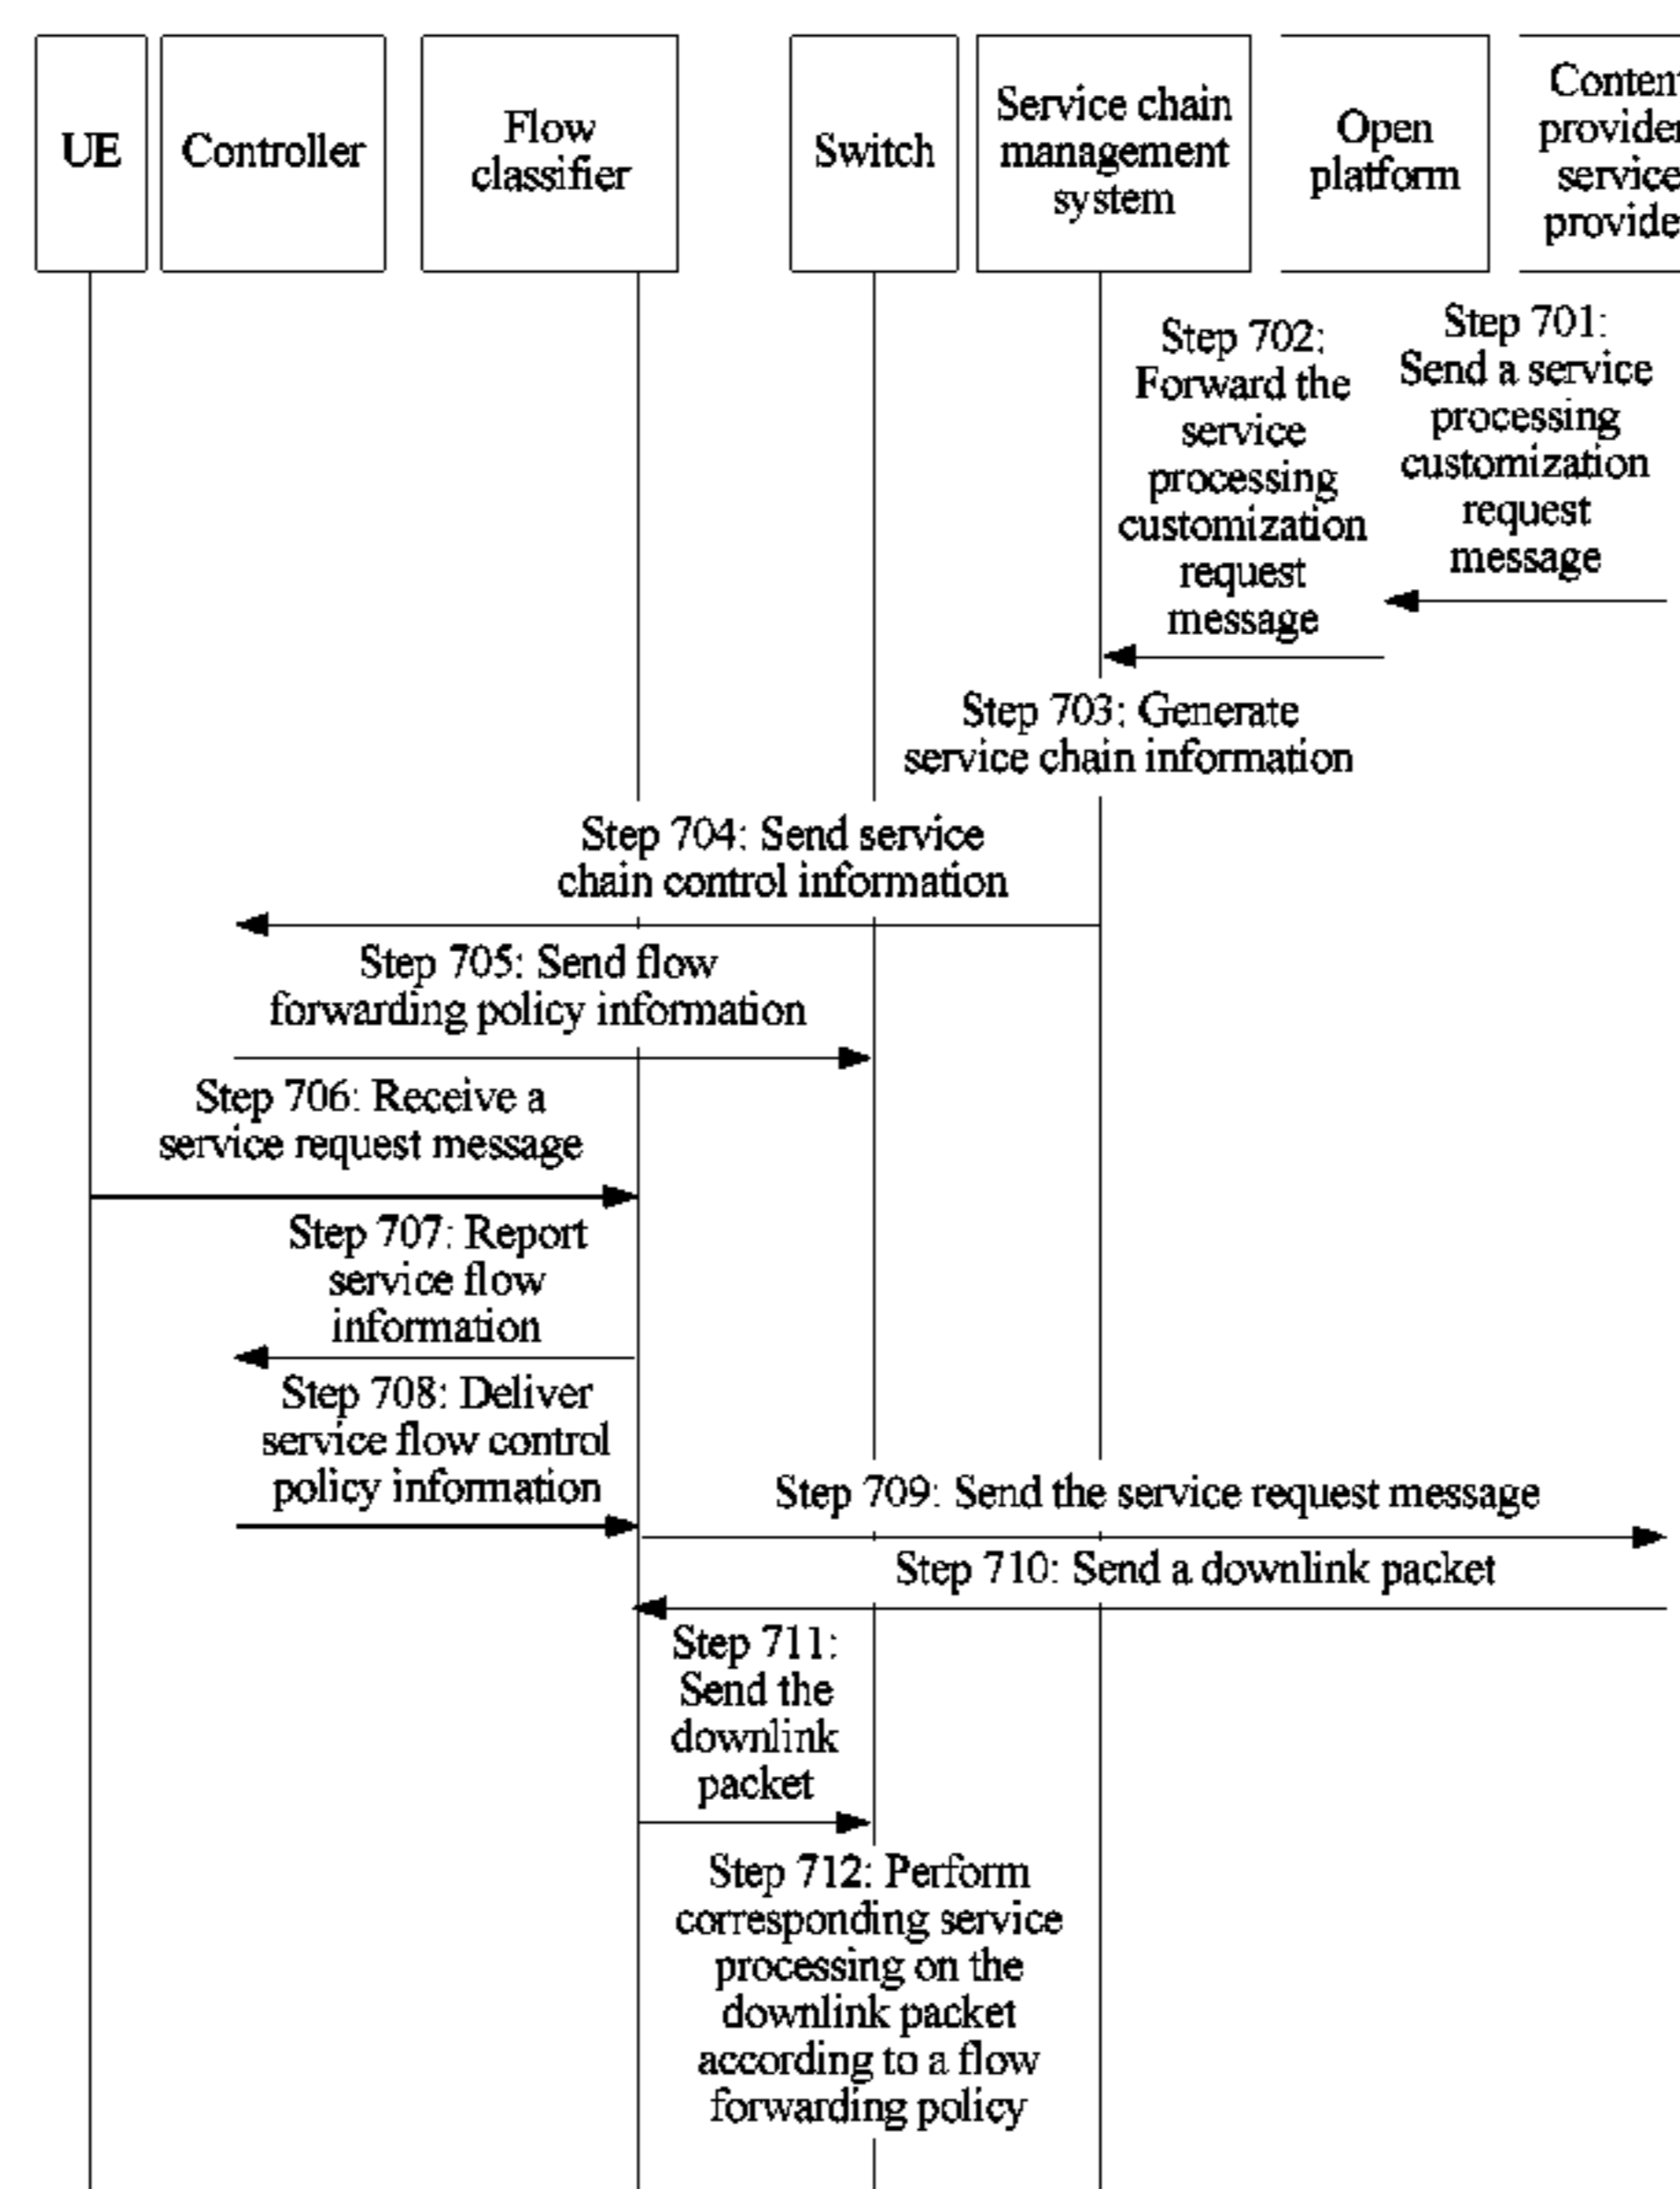 UE
Controller
Flow
classifier
Switch
Service chain
management
system
Open
platform
Content
provider
service
provide
Step 701:
Send a service
processing
customization
request
message
Step 702:
Forward the
service
processing
customization
request
message
Step 703: Generate
service chain information
Step 704: Send service
chain control information
Step 705: Send flow
forwarding policy information
Step 706: Receive a
service request message
Step 707: Report
service flow
information
Step 708: Deliver
service flow control
policy information
Step 709: Send the service request message
Step 710: Send a downlink packet
Step 711:
Send the
downlink
packet
Step 712: Perform
corresponding service
processing on the
downlink packet
according to a flow
forwarding policy